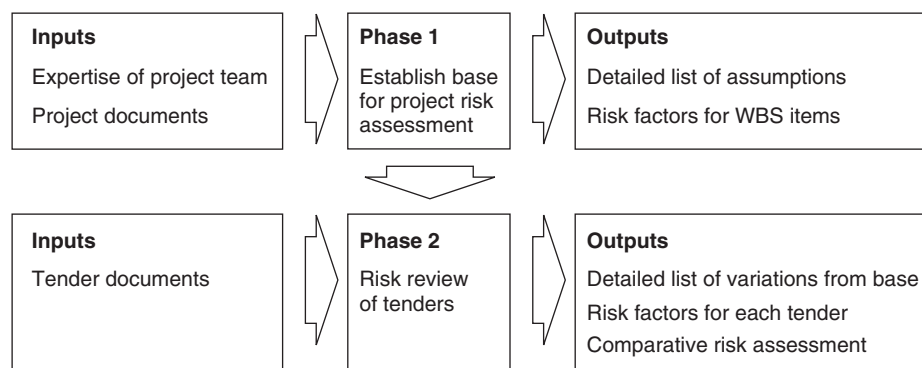 Inputs
Expertise of project team
Project documents
Phase 1
Establish base
for project risk
assessment
Outputs
Detailed list of assumptions
Risk factors for WBS items
Inputs
Tender documents
Phase 2
Risk review
of tenders
Outputs
Detailed list of variations from base
Risk factors for each tender
Comparative risk assessment